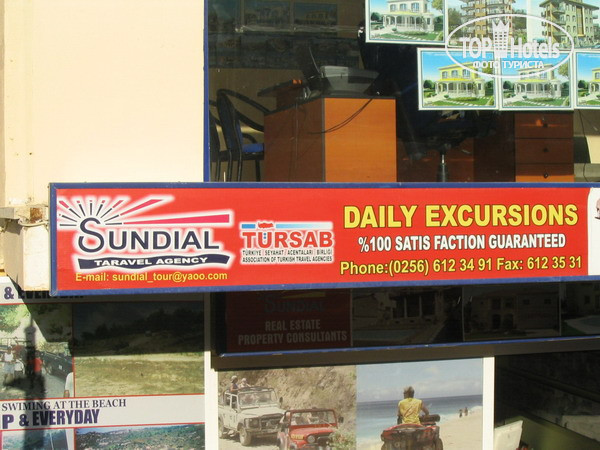 TOP Hotels
ФОТО ТУРИСТА
SUNDIAL
TARAVEL AGENCY
E-mail: sundial_tour@yaoo.com
TÜRSAB
TÜRKİYE SEYAHAT ACENTALARI BİRLİĞİ
ASSOCIATION OF TURKISH TRAVEL AGENCIES
DAILY EXCURSIONS
%100 SATIS FACTION GUARANTEED
Phone:(0256) 612 34 91 Fax: 612 35 31
REAL ESTATE
PROPERTY CONSULTANTS
& EVERYDAY
SWIMING AT THE BEACH
P & EVERYDAY